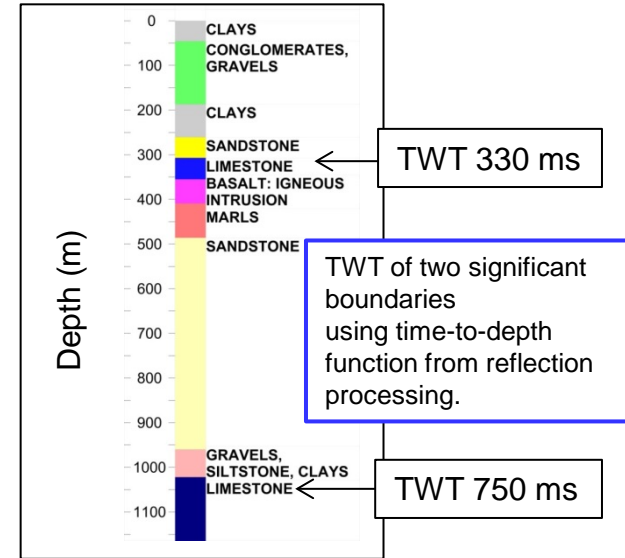 0
CLAYS
CONGLOMERATES,
GRAVELS
100
200
CLAYS
SANDSTONE
300
LIMESTONE
TWT 330 ms
BASALT: IGNEOUS
INTRUSION
400
MARLS
500
SANDSTONE
Depth (m)
TWT of two significant
boundaries
using time-to-depth
function from reflection
processing.
600
700
800
900
GRAVELS,
SILTSTONE, CLAYS
1000
LIMESTONE
TWT 750 ms
1100